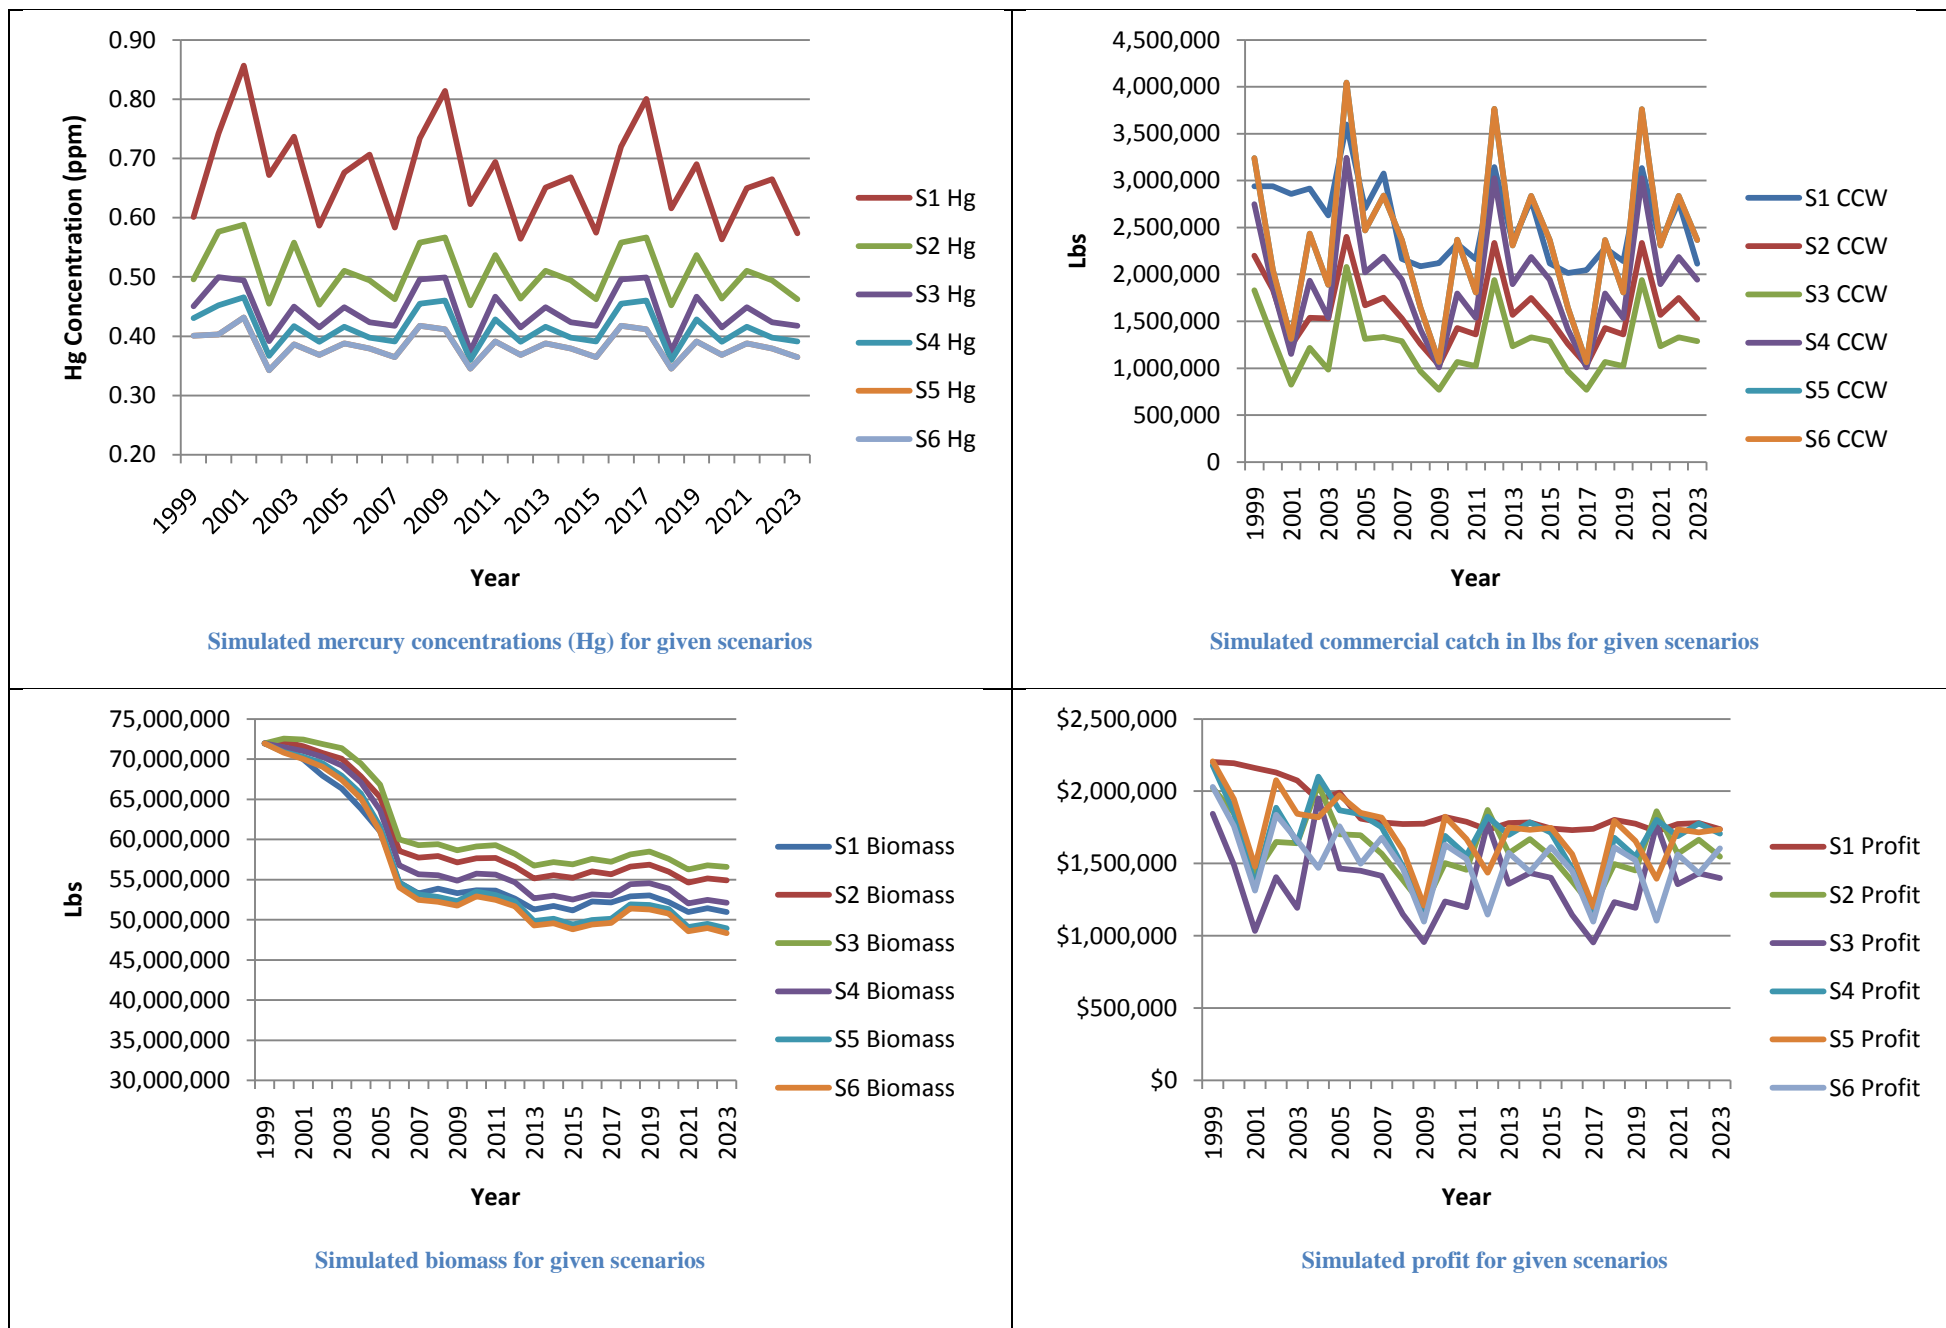 0.90
0.80
0.70
0.60
0.50
0.40
0.30
0.20
Hg Concentration (ppm)
1999
2001
2003
2005
2007
2009
2011
2013
2015
2017
2019
2021
2023
Year
S1 Hg
S2 Hg
S3 Hg
S4 Hg
S5 Hg
S6 Hg
Simulated mercury concentrations (Hg) for given scenarios
4,500,000
4,000,000
3,500,000
3,000,000
2,500,000
2,000,000
1,500,000
1,000,000
500,000
0
Lbs
1999
2001
2003
2005
2007
2009
2011
2013
2015
2017
2019
2021
2023
Year
S1 CCW
S2 CCW
S3 CCW
S4 CCW
S5 CCW
S6 CCW
Simulated commercial catch in lbs for given scenarios
75,000,000
70,000,000
65,000,000
60,000,000
55,000,000
50,000,000
45,000,000
40,000,000
35,000,000
30,000,000
Lbs
1999
2001
2003
2005
2007
2009
2011
2013
2015
2017
2019
2021
2023
Year
S1 Biomass
S2 Biomass
S3 Biomass
S4 Biomass
S5 Biomass
S6 Biomass
Simulated biomass for given scenarios
$2,500,000
$2,000,000
$1,500,000
$1,000,000
$500,000
$0
1999
2001
2003
2005
2007
2009
2011
2013
2015
2017
2019
2021
2023
Year
S1 Profit
S2 Profit
S3 Profit
S4 Profit
S5 Profit
S6 Profit
Simulated profit for given scenarios